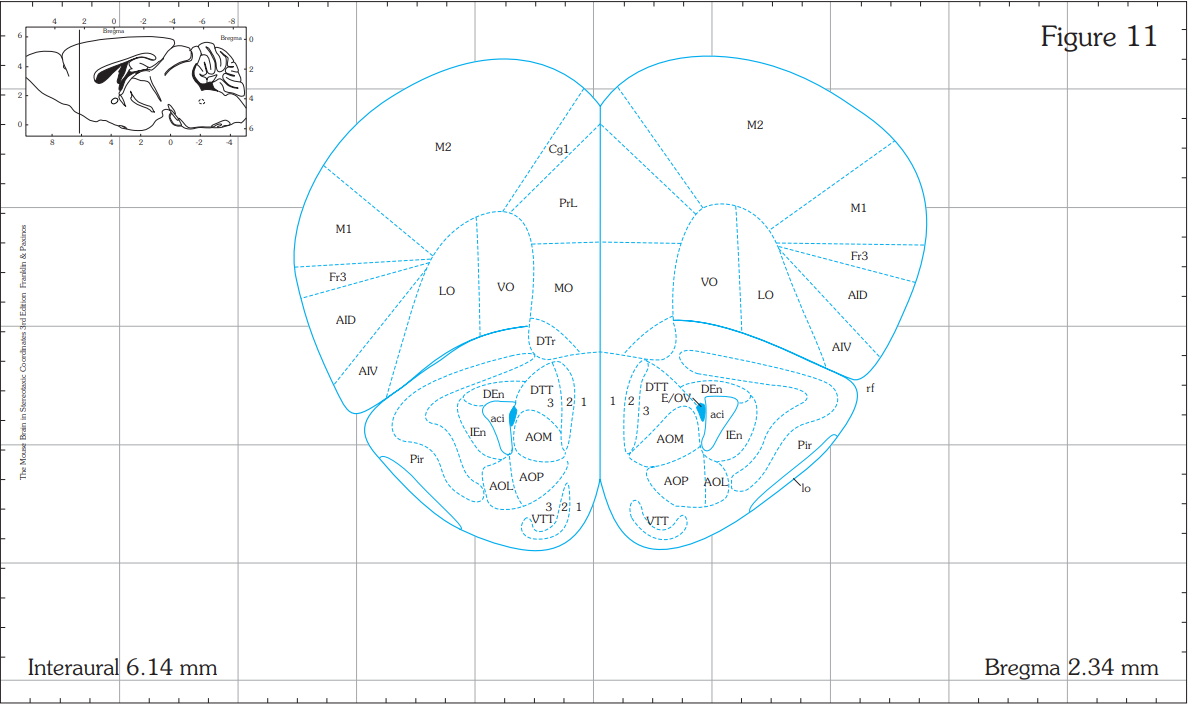 4 2 0 -2 -4 -6 -8
Bregma
Bregma
6
4
2
0
0
2
4
6
8 6 4 2 0 -2 -4
Figure 11
The Mouse Brain in Stereotaxic Coordinates 3rd Edition Franklin & Paxinos
M2
M2
Cg1
PrL
M1
M1
Fr3
Fr3
LO
VO
MO
VO
LO
AID
AID
DTr
AIV
AIV
rf
DEn
DTT
3 2 1
1 2 3
DTT
E/OV
DEn
aci
aci
IEn
AOM
AOM
IEn
Pir
Pir
AOL
AOP
AOP
AOL
lo
3 2 1
VTT
VTT
Interaural 6.14 mm
Bregma 2.34 mm